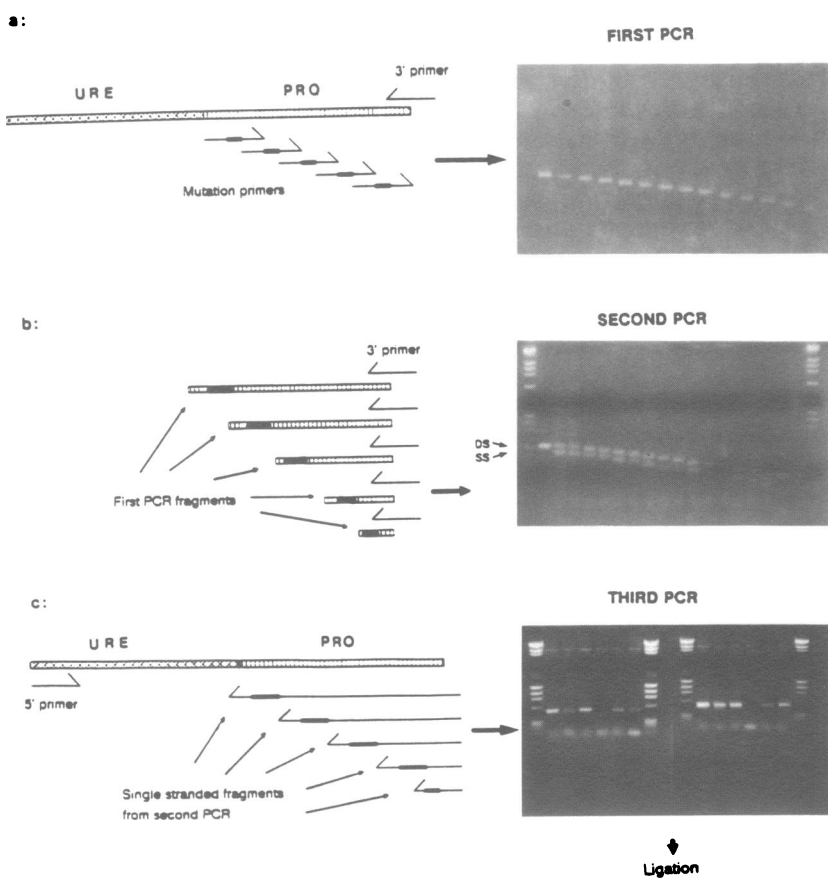 a:
FIRST PCR
3' primer
URE
PRO
Mutation primers
b:
SECOND PCR
3' primer
DS
SS
First PCR fragments
c:
THIRD PCR
URE
PRO
5' primer
Single stranded fragments
from second PCR
Ligation